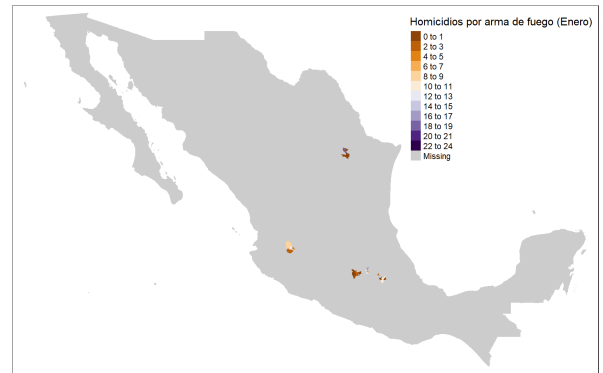 Homicidios por arma de fuego (Enero)
0 to 1
2 to 3
4 to 5
6 to 7
8 to 9
10 to 11
12 to 13
14 to 15
16 to 17
18 to 19
20 to 21
22 to 24
Missing